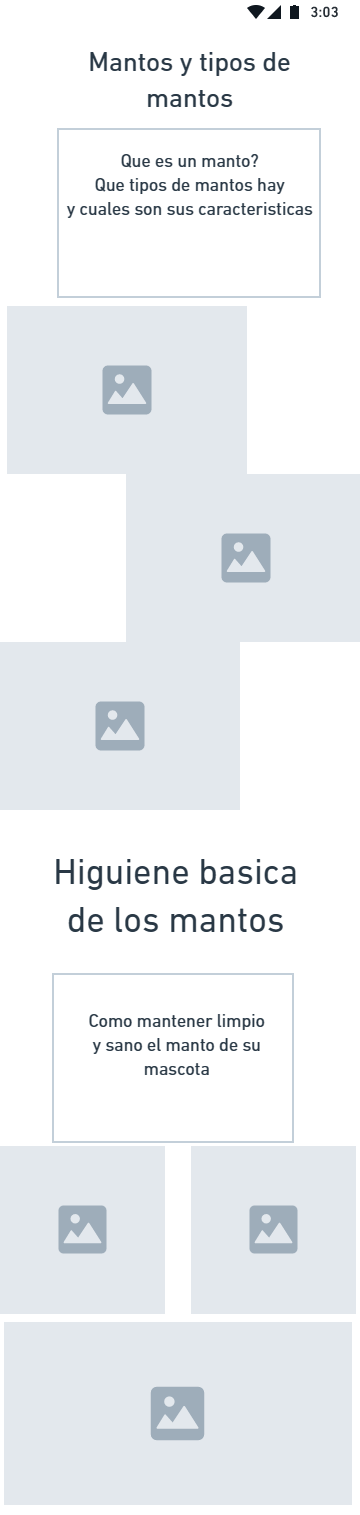 3:03
Mantos y tipos de
mantos
Que es un manto?
Que tipos de mantos hay
y cuales son sus caracteristicas
Higuiene basica
de los mantos
Como mantener limpio
y sano el manto de su
mascota